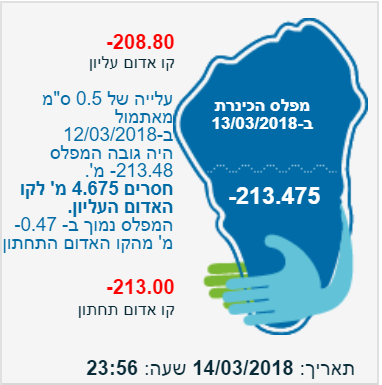 -208.80
קו אדום עליון
עלייה של 0.5 ס"מ
מאתמול
ב-12/03/2018
היה גובה המפלס
-213.48 מ'.
חסרים 4.675 מ' לקו
האדום העליון.
המפלס נמוך ב- 0.47-
מ' מהקו האדום התחתון
-213.00
קו אדום תחתון
מפלס הכינרת
ב-13/03/2018
-213.475
תאריך: 14/03/2018 שעה: 23:56